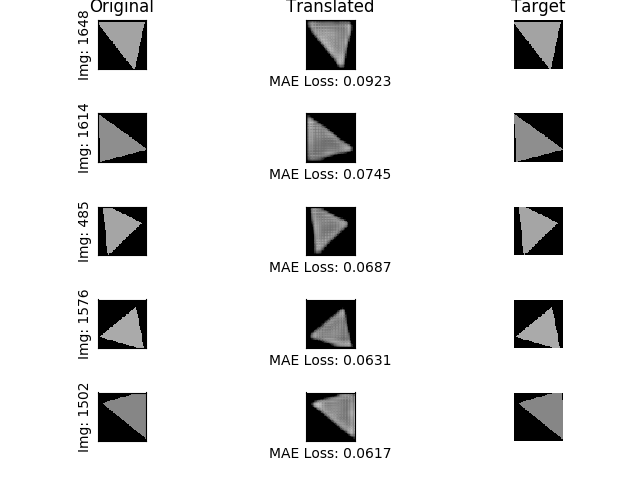 Original Translated Target
Img: 1648
MAE Loss: 0.0923
Img: 1614
MAE Loss: 0.0745
Img: 485
MAE Loss: 0.0687
Img: 1576
MAE Loss: 0.0631
Img: 1502
MAE Loss: 0.0617